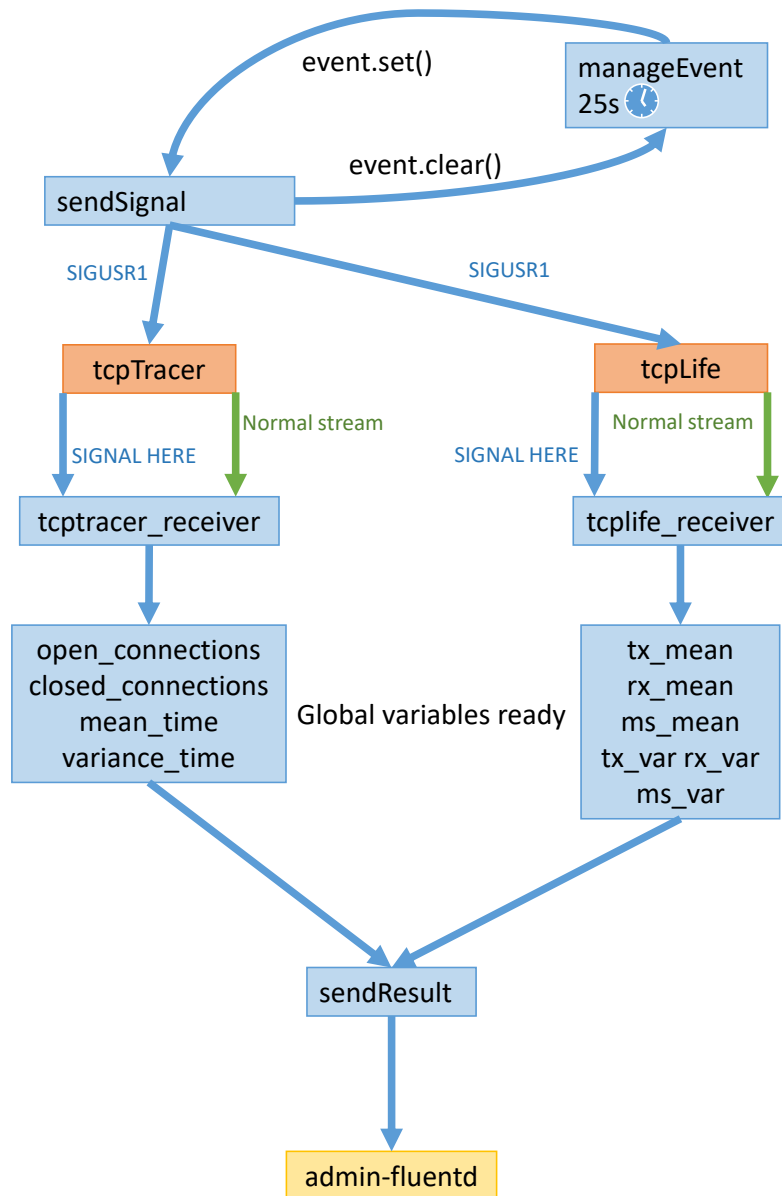 event.set()
manageEvent
25s
event.clear()
sendSignal
SIGUSR1
SIGUSR1
tcpTracer
tcpLife
Normal stream
Normal stream
SIGNAL HERE
SIGNAL HERE
tcptracer_receiver
tcplife_receiver
open_connections
closed_connections
mean_time
variance_time
Global variables ready
tx_mean
rx_mean
ms_mean
tx_var rx_var
ms_var
sendResult
admin-fluentd